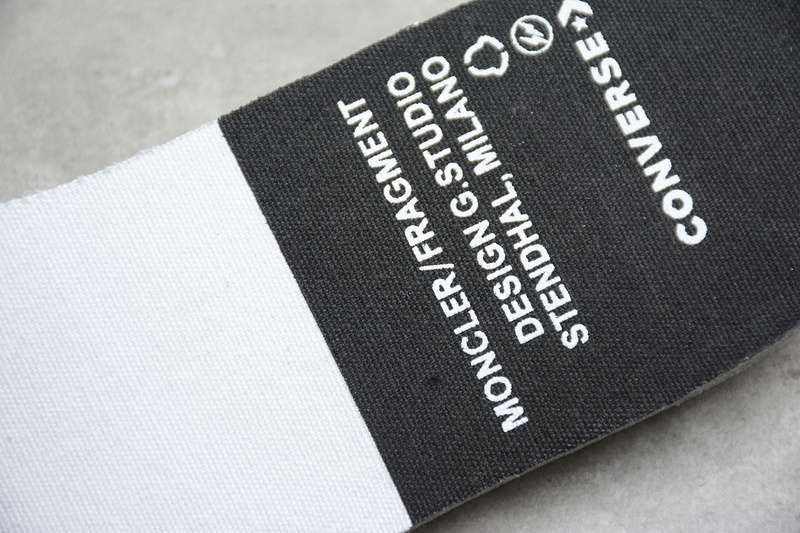 MONCLER/FRAGMENT
DESIGN G.STUDIO
STENDHAL, MILANO
CONVERSE